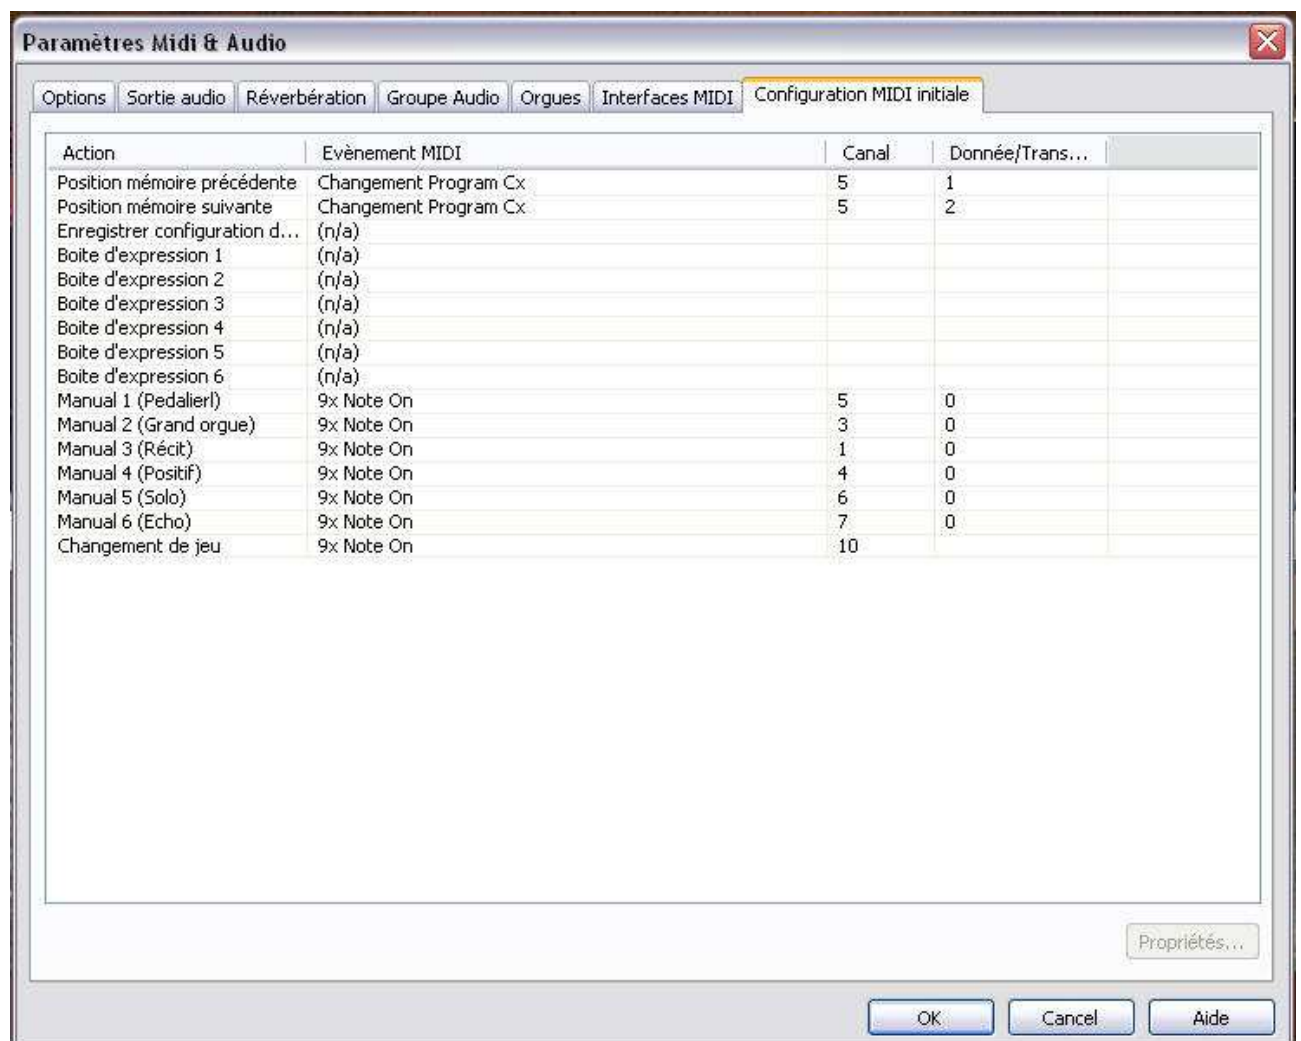 Paramètres Midi & Audio
Options Sortie audio Réverbération Groupe Audio Orgues Interfaces MIDI Configuration MIDI initiale
Action Evènement MIDI Canal Donnée/Trans...
Position mémoire précédente Changement Program Cx 5 1
Position mémoire suivante Changement Program Cx 5 2
Enregistrer configuration d... (n/a)
Boite d'expression 1 (n/a)
Boite d'expression 2 (n/a)
Boite d'expression 3 (n/a)
Boite d'expression 4 (n/a)
Boite d'expression 5 (n/a)
Boite d'expression 6 (n/a)
Manual 1 (Pedalierl) 9x Note On 5 0
Manual 2 (Grand orgue) 9x Note On 3 0
Manual 3 (Récit) 9x Note On 1 0
Manual 4 (Positif) 9x Note On 4 0
Manual 5 (Solo) 9x Note On 6 0
Manual 6 (Echo) 9x Note On 7 0
Changement de jeu 9x Note On 10
Propriétés...
OK Cancel Aide